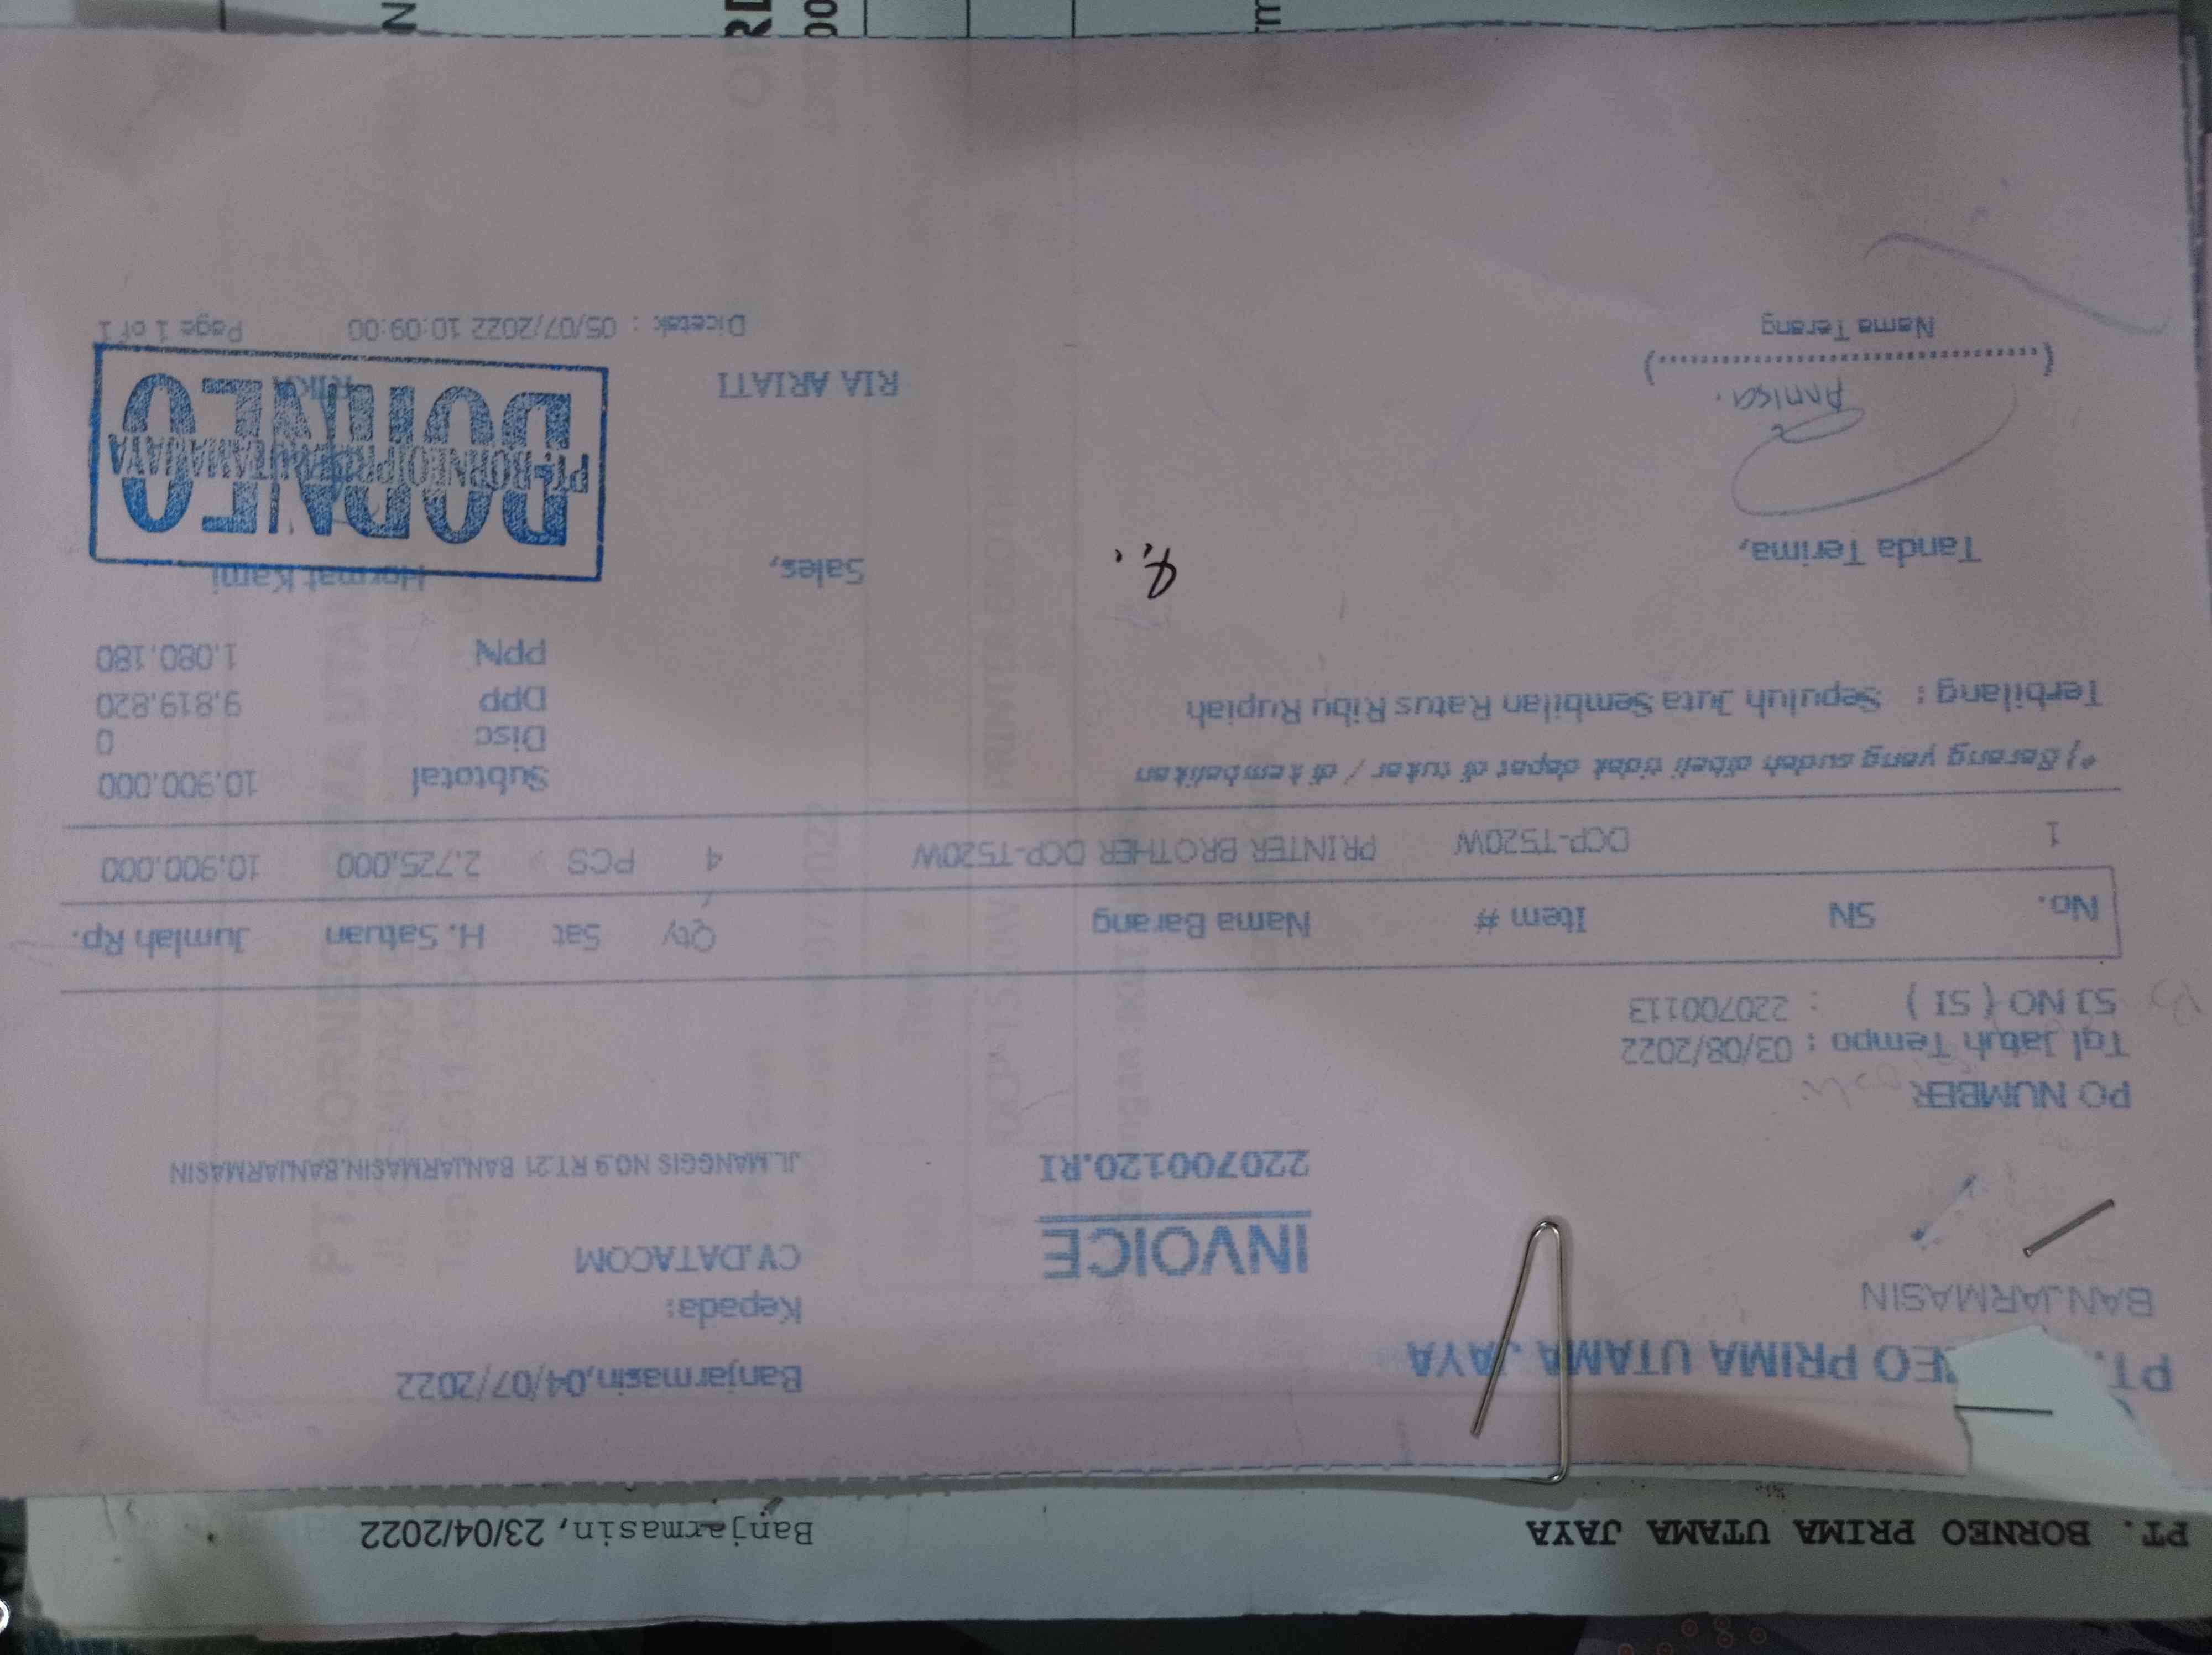 PT. BORNEO PRIMA UTAMA JAYA
Banjarmasin, 23/04/2022
PT. NEO PRIMA UTAMA JAYA
BANJARMASIN
Banjarmasin,04/07/2022
Kepada:
CV.DATACOM
JL.MANGGIS NO.9 RT.21 BANJARMASIN,BANJARMASIN
INVOICE
220700120.RI
PO NUMBER
Tgl Jatuh Tempo : 03/08/2022
SJ NO ( SI ) : 220700113
No. SN Item # Nama Barang Qty Sat H. Satuan Jumlah Rp.
1 DCP-T520W PRINTER BROTHER DCP-T520W 4 PCS 2.725.000 10.900.000
*) Barang yang sudah dibeli tidak dapat di tukar / di kembalikan
Terbilang : Sepuluh Juta Sembilan Ratus Ribu Rupiah
Subtotal 10.900.000
Disc 0
DPP 9.819.820
PPN 1.080.180
Tanda Terima,
Sales,
Hormat Kami
Annisa.
(..............................)
Nama Terang
RIA ARIATI
RIKA
BORNEO
PT. BORNEO PRIMA UTAMA JAYA
Dicetak : 05/07/2022 10:09:00
Page 1 of 1